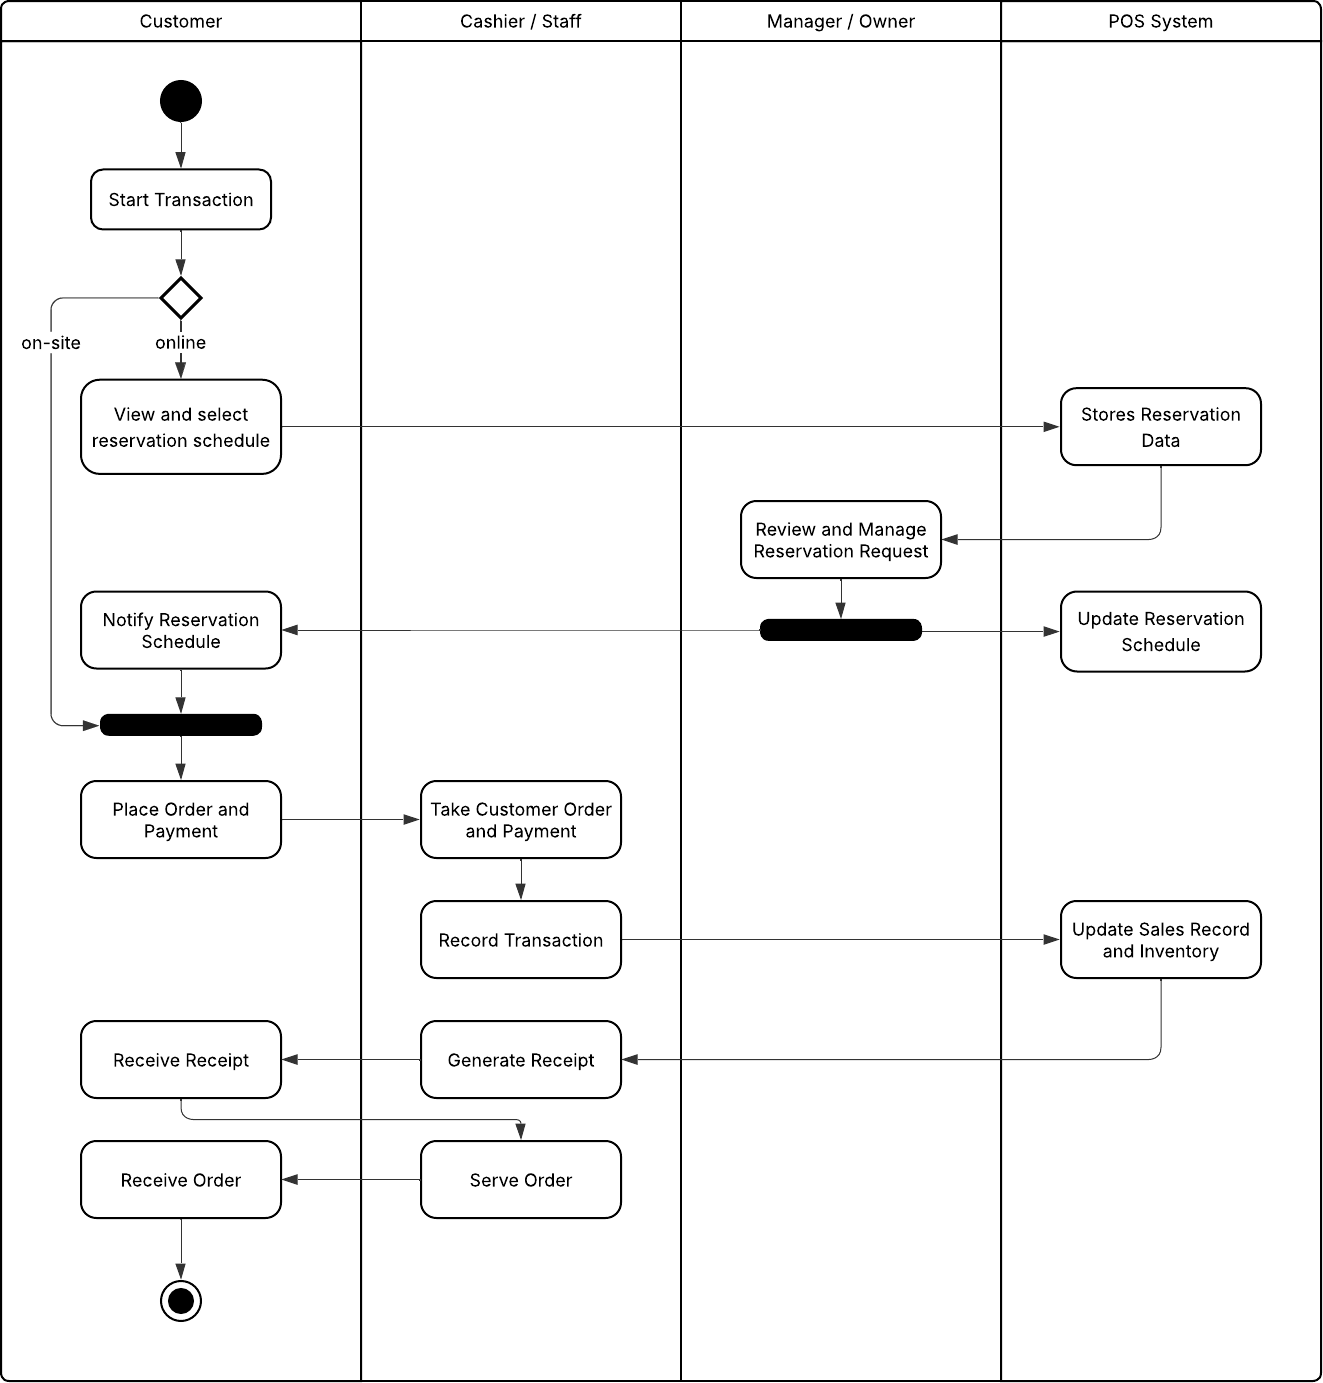 Customer
Cashier / Staff
Manager / Owner
POS System
Start Transaction
on-site
online
View and select
reservation schedule
Stores Reservation
Data
Review and Manage
Reservation Request
Notify Reservation
Schedule
Update Reservation
Schedule
Place Order and
Payment
Take Customer Order
and Payment
Record Transaction
Update Sales Record
and Inventory
Receive Receipt
Generate Receipt
Receive Order
Serve Order